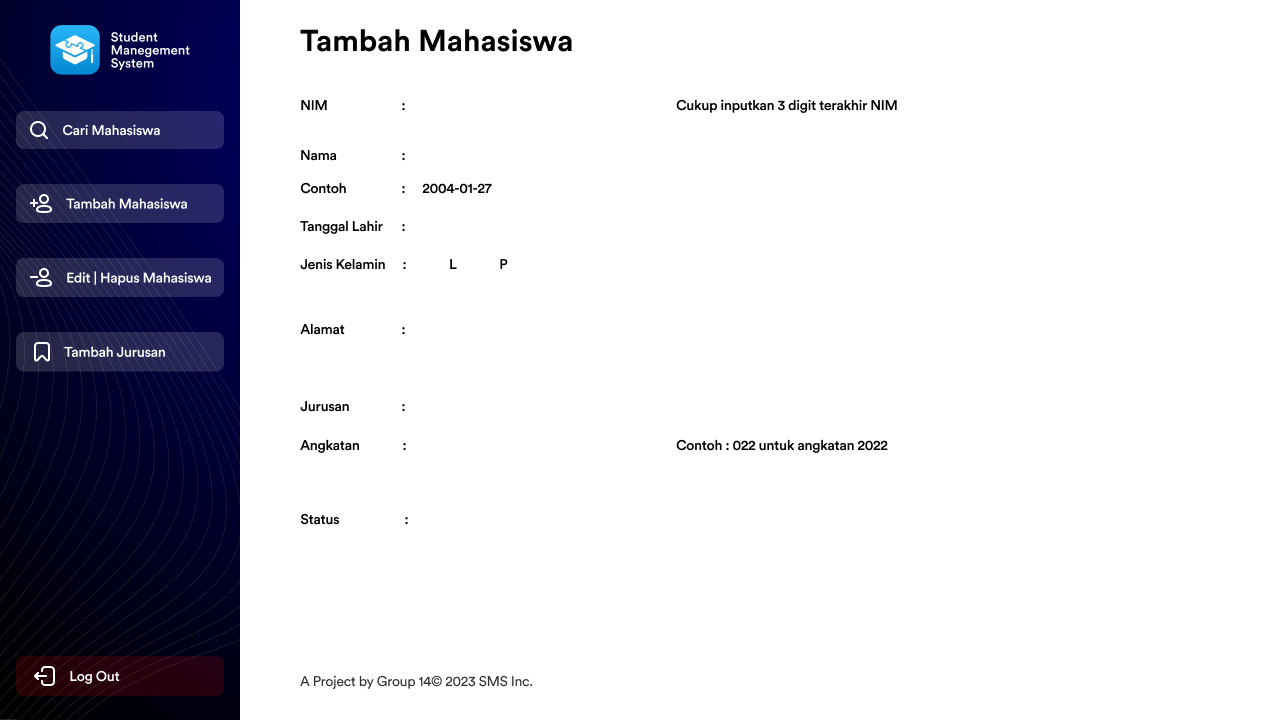 Student
Manegement
System
Cari Mahasiswa
Tambah Mahasiswa
Edit | Hapus Mahasiswa
Tambah Jurusan
Log Out
Tambah Mahasiswa
NIM : Cukup inputkan 3 digit terakhir NIM
Nama :
Contoh : 2004-01-27
Tanggal Lahir :
Jenis Kelamin : L P
Alamat :
Jurusan :
Angkatan : Contoh : 022 untuk angkatan 2022
Status :
A Project by Group 14© 2023 SMS Inc.